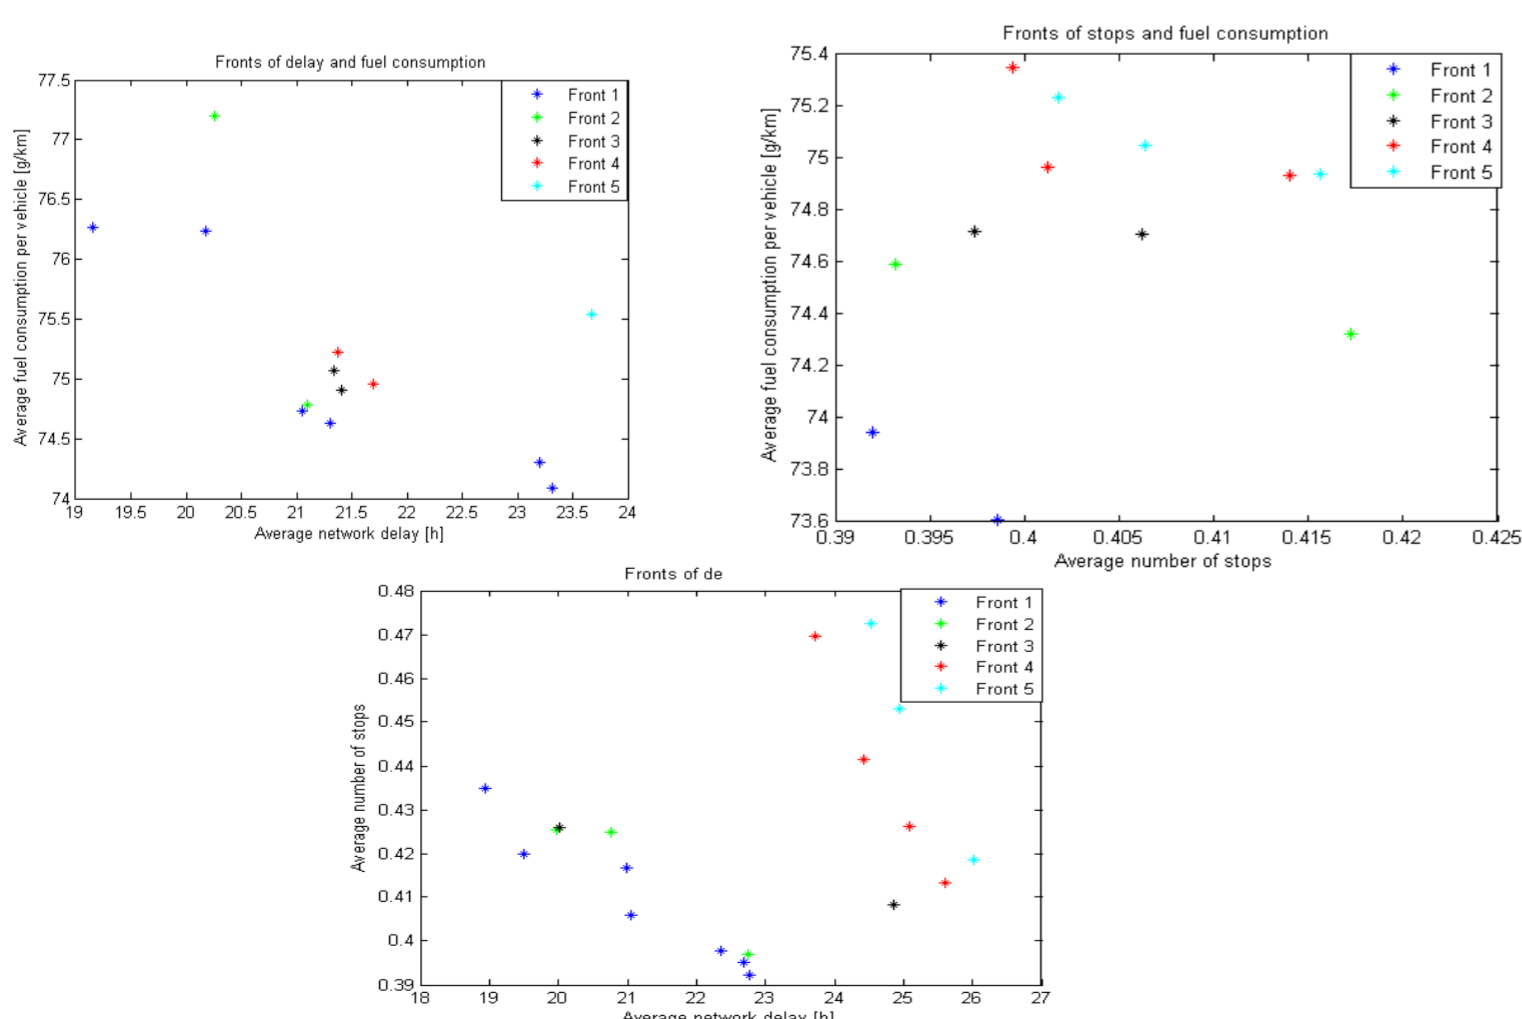 Fronts of delay and fuel consumption
77.5
77
76.5
76
75.5
75
74.5
74
Average fuel consumption per vehicle [g/km]
Front 1
Front 2
Front 3
Front 4
Front 5
19 19.5 20 20.5 21 21.5 22 22.5 23 23.5 24
Average network delay [h]
Fronts of stops and fuel consumption
75.4
75.2
75
74.8
74.6
74.4
74.2
74
73.8
73.6
Average fuel consumption per vehicle [g/km]
Front 1
Front 2
Front 3
Front 4
Front 5
0.39 0.395 0.4 0.405 0.41 0.415 0.42 0.425
Average number of stops
Fronts of de
0.48
0.47
0.46
0.45
0.44
0.43
0.42
0.41
0.4
0.39
Average number of stops
Front 1
Front 2
Front 3
Front 4
Front 5
18 19 20 21 22 23 24 25 26 27
Average network delay [h]